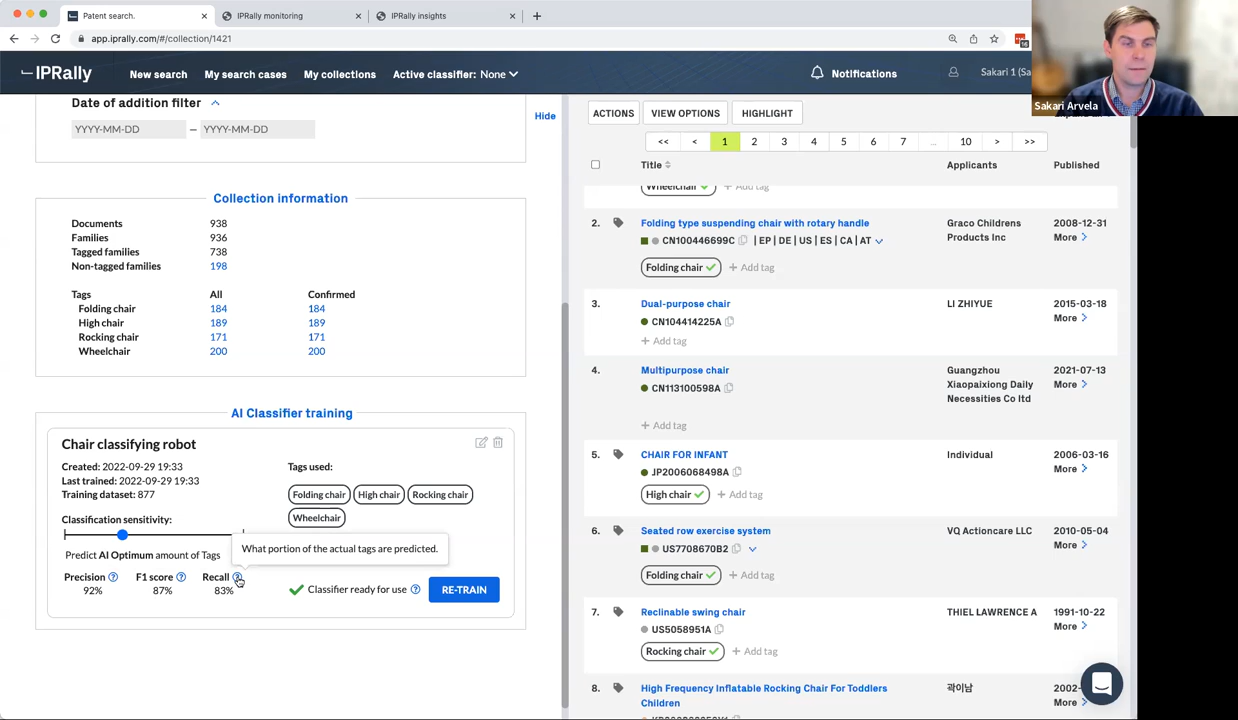 Patent search.
IPRally monitoring
IPRally insights
app.iprally.com/#/collection/1421
IPRally
New search
My search cases
My collections
Active classifier: None
Notifications
Sakari 1 (Sa
Sakari Arvela
Date of addition filter
YYYY-MM-DD – YYYY-MM-DD
Hide
Collection information
Documents 938
Families 936
Tagged families 738
Non-tagged families 198
Tags All Confirmed
Folding chair 184 184
High chair 189 189
Rocking chair 171 171
Wheelchair 200 200
AI Classifier training
Chair classifying robot
Created: 2022-09-29 19:33
Last trained: 2022-09-29 19:33
Training dataset: 877
Tags used:
Folding chair High chair Rocking chair
Wheelchair
Classification sensitivity:
What portion of the actual tags are predicted.
Predict AI Optimum amount of Tags
Precision ? F1 score ? Recall
92% 87% 83%
Classifier ready for use ?
RE-TRAIN
ACTIONS VIEW OPTIONS HIGHLIGHT
<< < 1 2 3 4 5 6 7 ... 10 > >>
Title Applicants Published
Wheelchair + Add tag
2. Folding type suspending chair with rotary handle
CN100446699C | EP | DE | US | ES | CA | AT
Folding chair + Add tag
Graco Childrens
Products Inc
2008-12-31
More >
3. Dual-purpose chair
CN104414225A
+ Add tag
LI ZHIYUE
2015-03-18
More >
4. Multipurpose chair
CN113100598A
+ Add tag
Guangzhou
Xiaopaixiong Daily
Necessities Co ltd
2021-07-13
More >
5. CHAIR FOR INFANT
JP2006068498A
High chair + Add tag
Individual
2006-03-16
More >
6. Seated row exercise system
US7708670B2
Folding chair + Add tag
VQ Actioncare LLC
2010-05-04
More >
7. Reclinable swing chair
US5058951A
Rocking chair + Add tag
THIEL LAWRENCE A
1991-10-22
More >
8. High Frequency Inflatable Rocking Chair For Toddlers
Children
곽이남
2002-
More